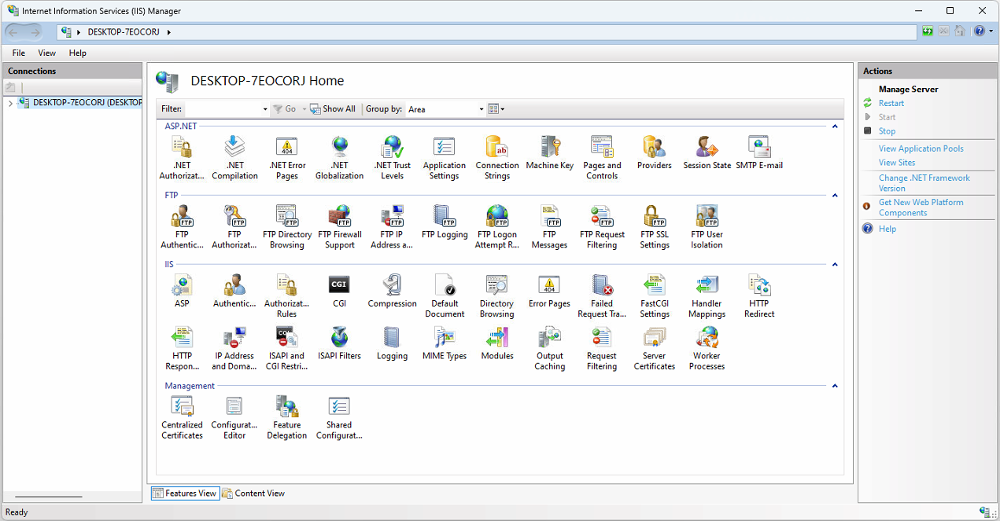 Internet Information Services (IIS) Manager
DESKTOP-7EOCORJ
File View Help
Connections
DESKTOP-7EOCORJ (DESKTOP
DESKTOP-7EOCORJ Home
Filter: Go Show All Group by: Area
ASP.NET
.NET Authorizat...
.NET Compilation
.NET Error Pages
.NET Globalization
.NET Trust Levels
Application Settings
Connection Strings
Machine Key
Pages and Controls
Providers
Session State
SMTP E-mail
FTP
FTP Authentic...
FTP Authorizat...
FTP Directory Browsing
FTP Firewall Support
FTP IP Address a...
FTP Logging
FTP Logon Attempt R...
FTP Messages
FTP Request Filtering
FTP SSL Settings
FTP User Isolation
IIS
ASP
Authentic...
Authorizat... Rules
CGI
Compression
Default Document
Directory Browsing
Error Pages
Failed Request Tra...
FastCGI Settings
Handler Mappings
HTTP Redirect
HTTP Respon...
IP Address and Doma...
ISAPI and CGI Restri...
ISAPI Filters
Logging
MIME Types
Modules
Output Caching
Request Filtering
Server Certificates
Worker Processes
Management
Centralized Certificates
Configurat... Editor
Feature Delegation
Shared Configurat...
Features View Content View
Actions
Manage Server
Restart
Start
Stop
View Application Pools
View Sites
Change .NET Framework
Version
Get New Web Platform
Components
Help
Ready